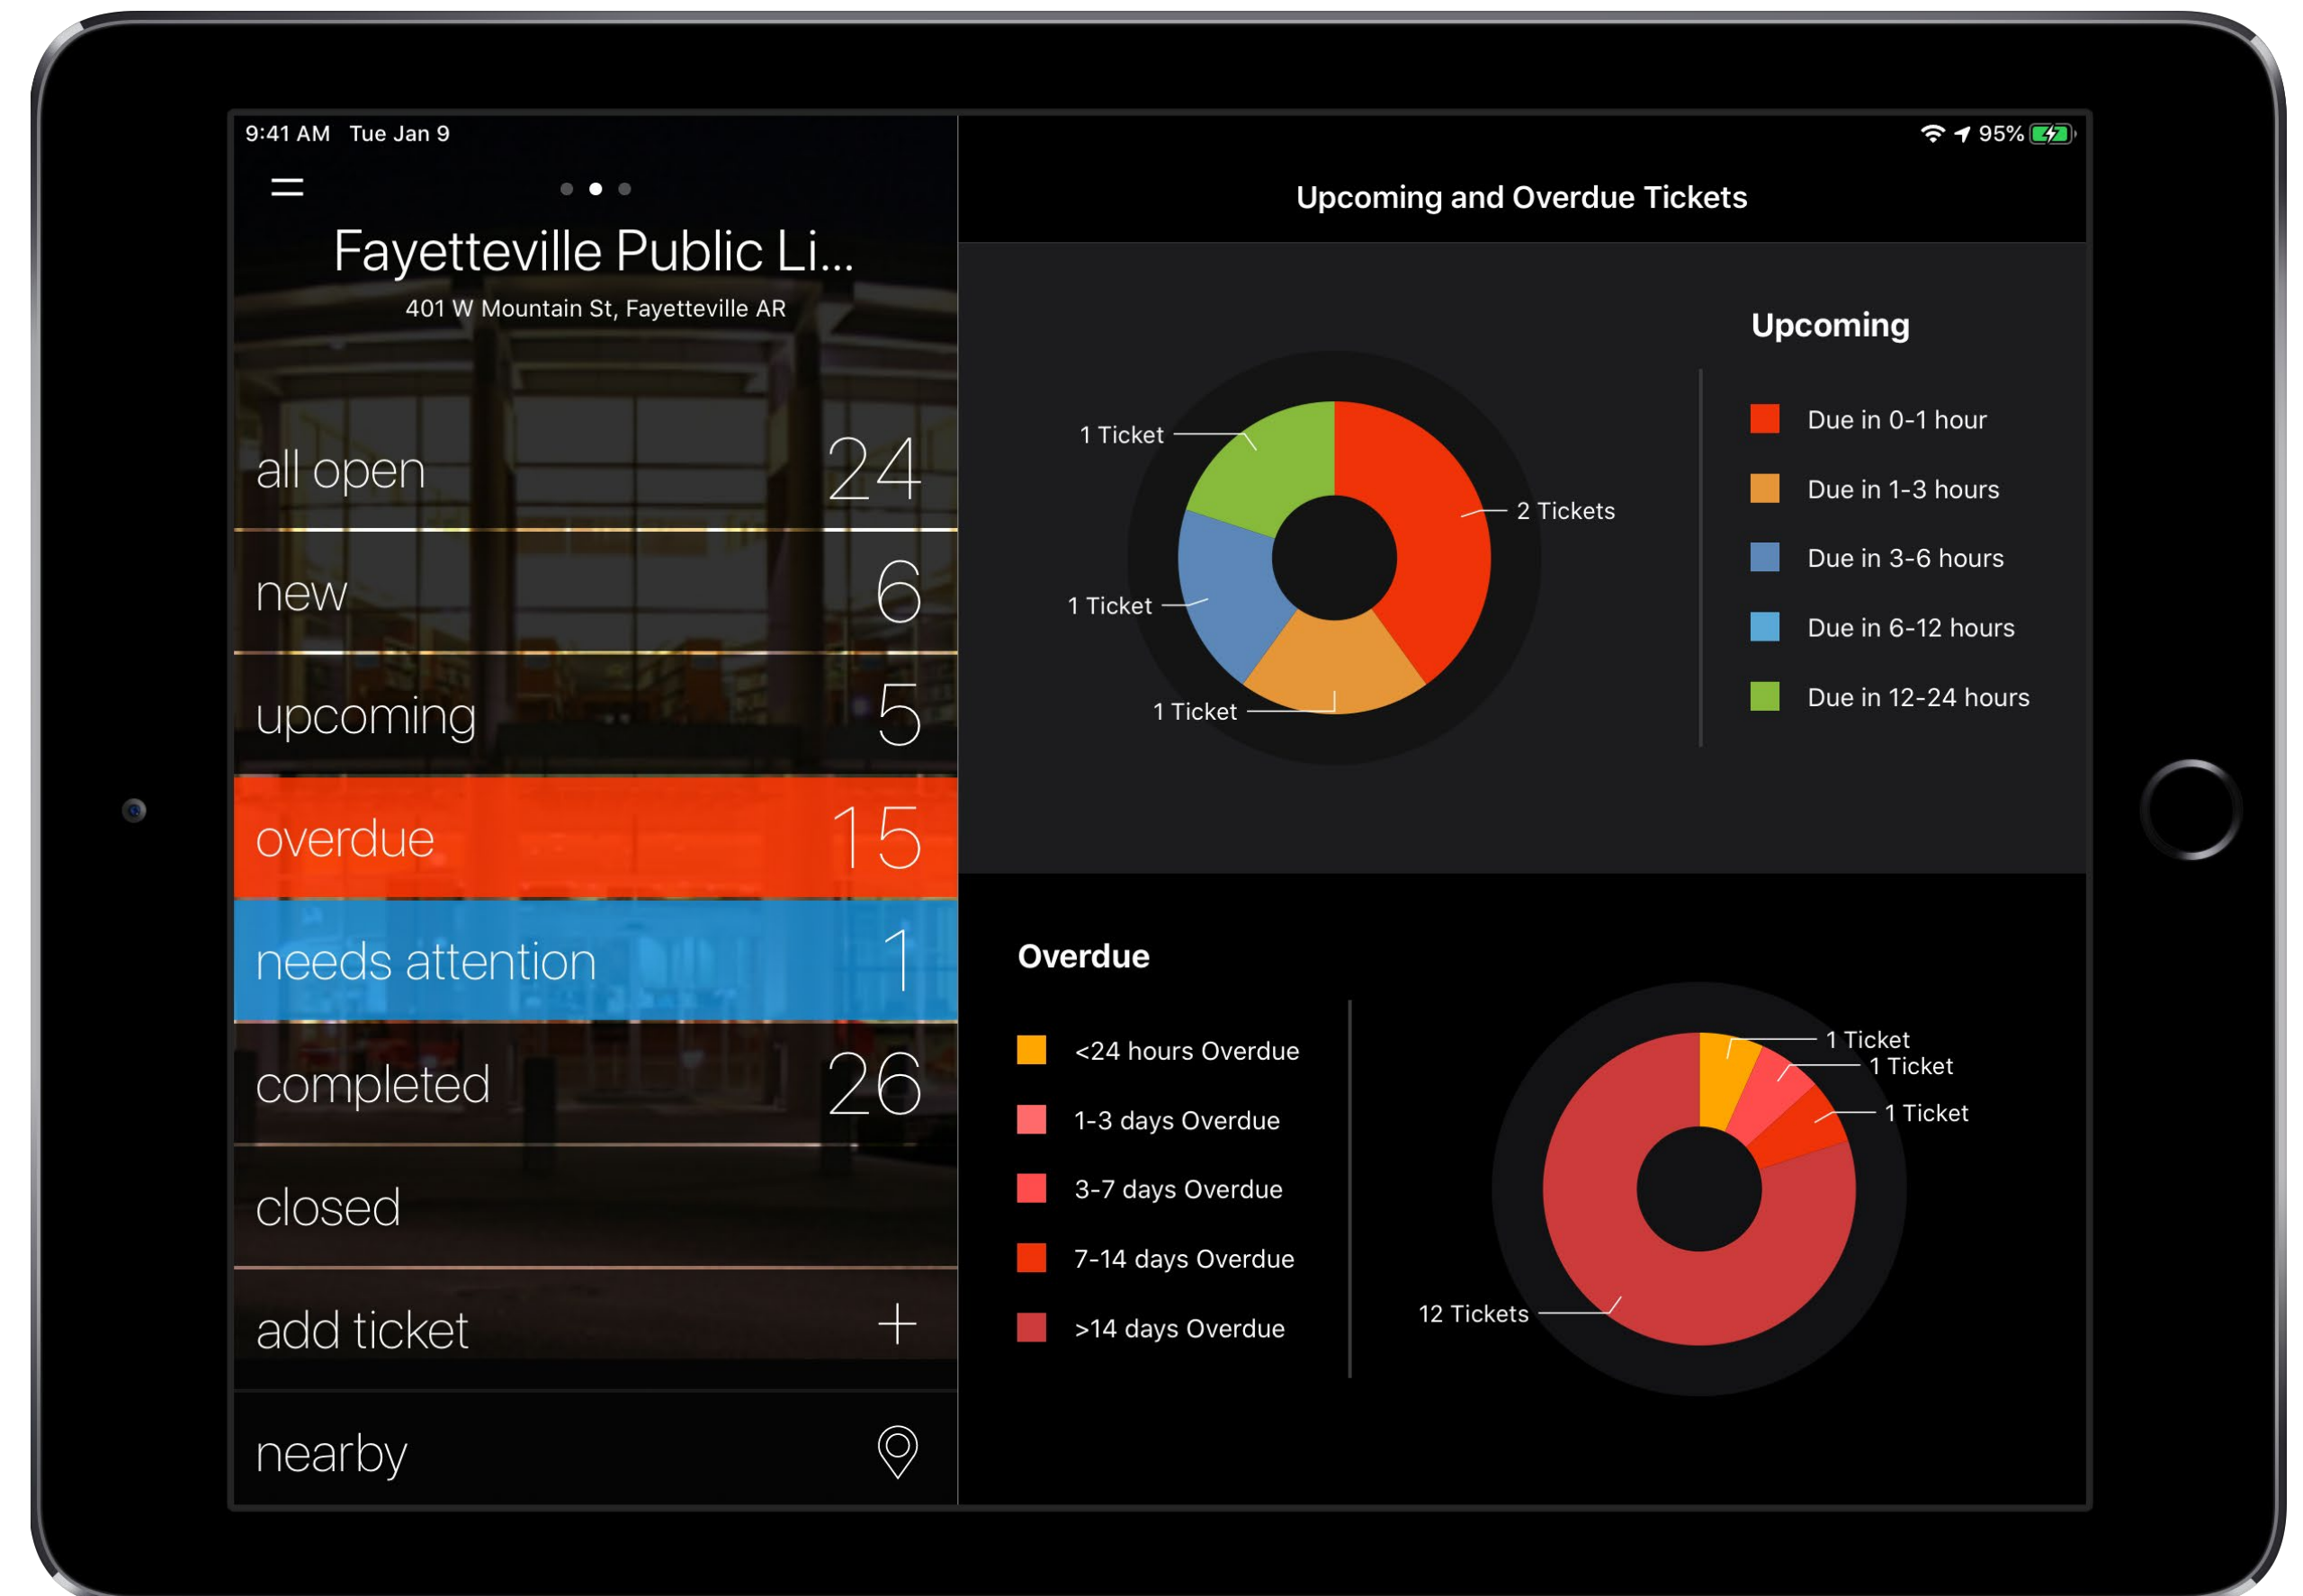 9:41 AM Tue Jan 9
95%
Fayetteville Public Li...
401 W Mountain St, Fayetteville AR
all open 24
new 6
upcoming 5
overdue 15
needs attention 1
completed 26
closed
add ticket +
nearby
Upcoming and Overdue Tickets
Upcoming
1 Ticket
2 Tickets
1 Ticket
1 Ticket
Due in 0-1 hour
Due in 1-3 hours
Due in 3-6 hours
Due in 6-12 hours
Due in 12-24 hours
Overdue
<24 hours Overdue
1-3 days Overdue
3-7 days Overdue
7-14 days Overdue
>14 days Overdue
1 Ticket
1 Ticket
1 Ticket
12 Tickets